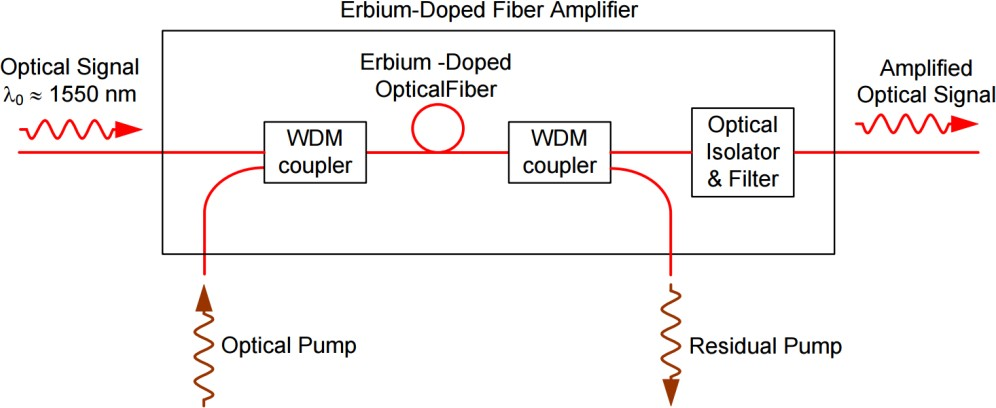 Erbium-Doped Fiber Amplifier
Optical Signal
λ0 ≈ 1550 nm
Erbium -Doped
OpticalFiber
Amplified
Optical Signal
WDM
coupler
WDM
coupler
Optical
Isolator
& Filter
Optical Pump
Residual Pump